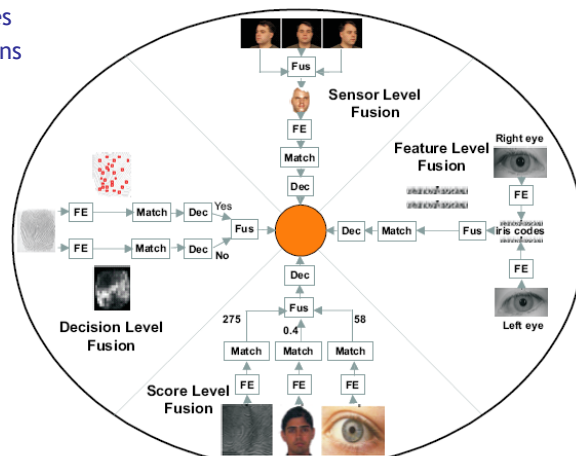 es
ns
Fus
Sensor Level
Fusion
FE
Match
Dec
Feature Level
Fusion
Right eye
FE
iris codes
Fus
Match
Dec
FE
Left eye
FE
Match
Dec
Yes
Fus
FE
Match
Dec
No
Decision Level
Fusion
Dec
Fus
275
0.4
58
Match
Match
Match
Score Level
Fusion
FE
FE
FE